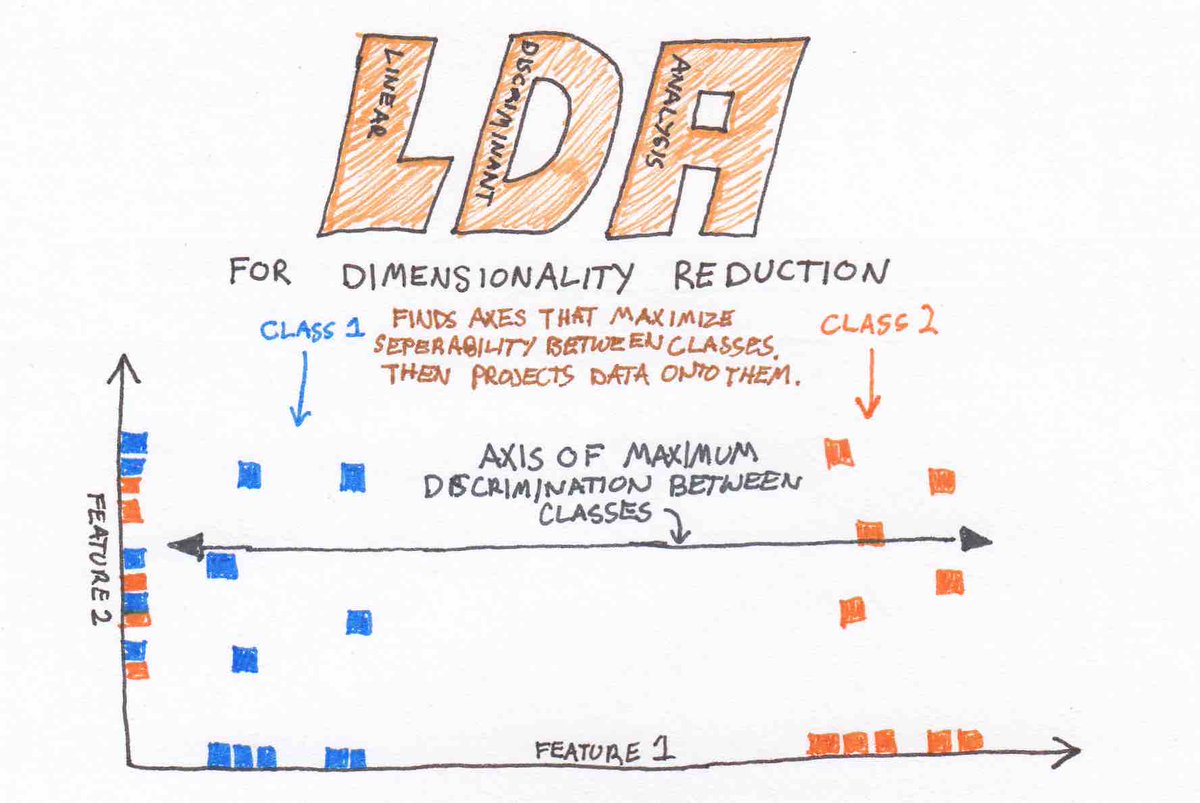 LDA
LINEAR
DISCRIMINANT
ANALYSIS
FOR DIMENSIONALITY REDUCTION
CLASS 1
FINDS AXES THAT MAXIMIZE
SEPERABILITY BETWEEN CLASSES.
THEN PROJECTS DATA ONTO THEM.
CLASS 2
AXIS OF MAXIMUM
DISCRIMINATION BETWEEN
CLASSES
FEATURE 2
FEATURE 1